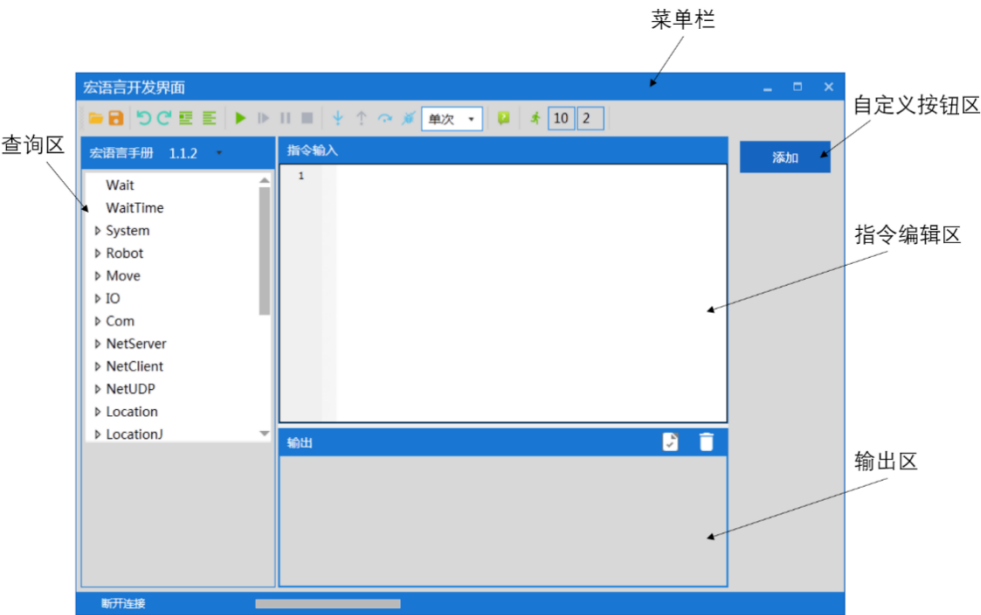 菜单栏
宏语言开发界面
自定义按钮区
单次
10 2
查询区
宏语言手册 1.1.2
指令输入
添加
1
Wait
WaitTime
System
Robot
Move
IO
Com
NetServer
NetClient
NetUDP
Location
LocationJ
指令编辑区
输出
输出区
断开连接